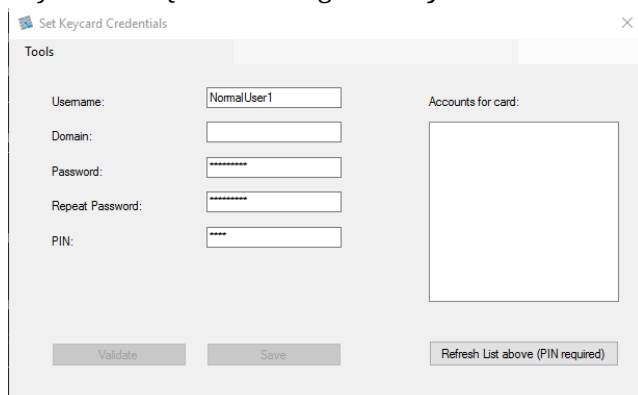 Set Keycard Credentials
Tools
Username:
NormalUser1
Accounts for card:
Domain:
Password:
*********
Repeat Password:
*********
PIN:
****
Validate
Save
Refresh List above (PIN required)